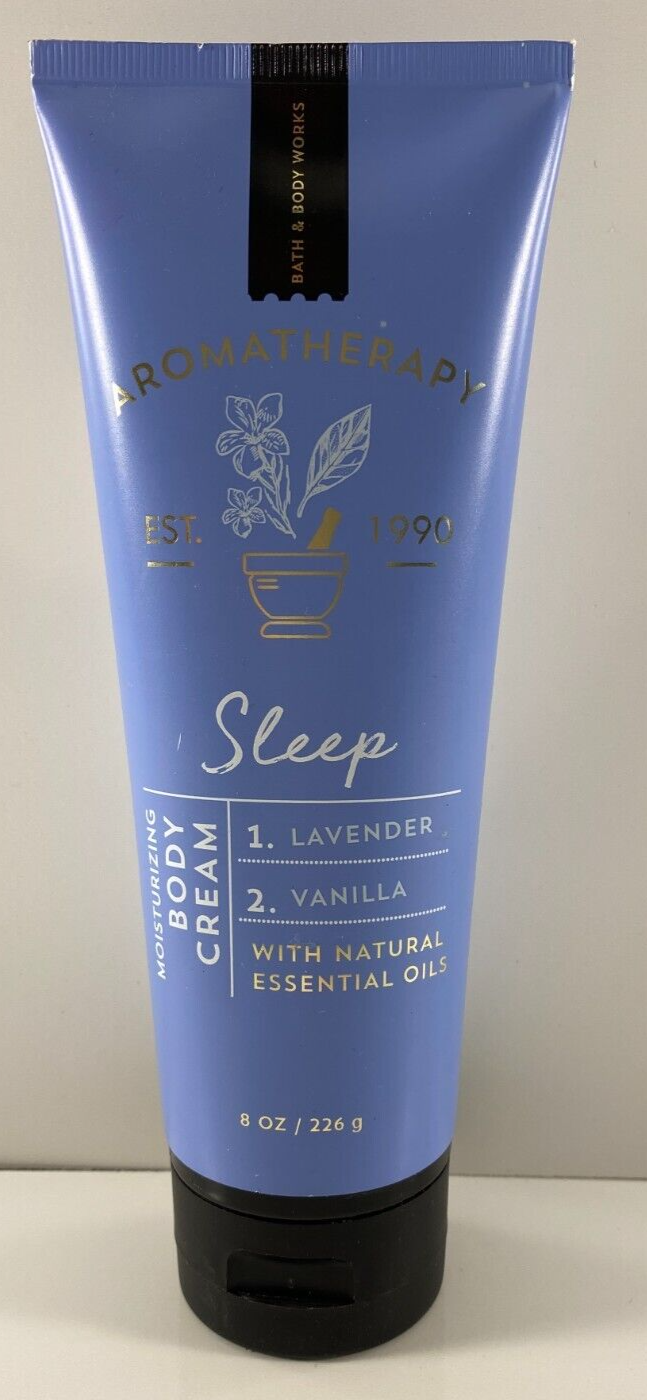 BATH & BODY WORKS
AROMATHERAPY
EST. 1990
Sleep
MOISTURIZING
BODY
CREAM
1. LAVENDER
2. VANILLA
WITH NATURAL
ESSENTIAL OILS
8 OZ / 226 g